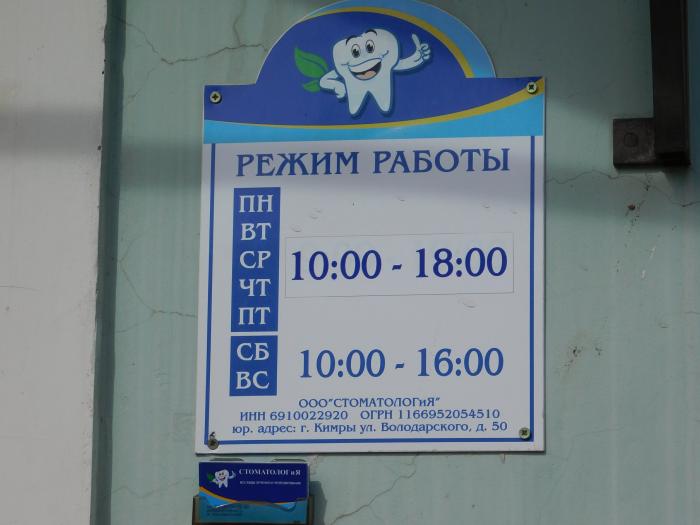 РЕЖИМ РАБОТЫ
ПН
ВТ
СР
ЧТ
ПТ
10:00 - 18:00
СБ
ВС
10:00 - 16:00
ООО"СТОМАТОЛОГиЯ"
ИНН 6910022920 ОГРН 1166952054510
юр. адрес: г. Кимры ул. Володарского, д. 50
СТОМАТОЛОГиЯ